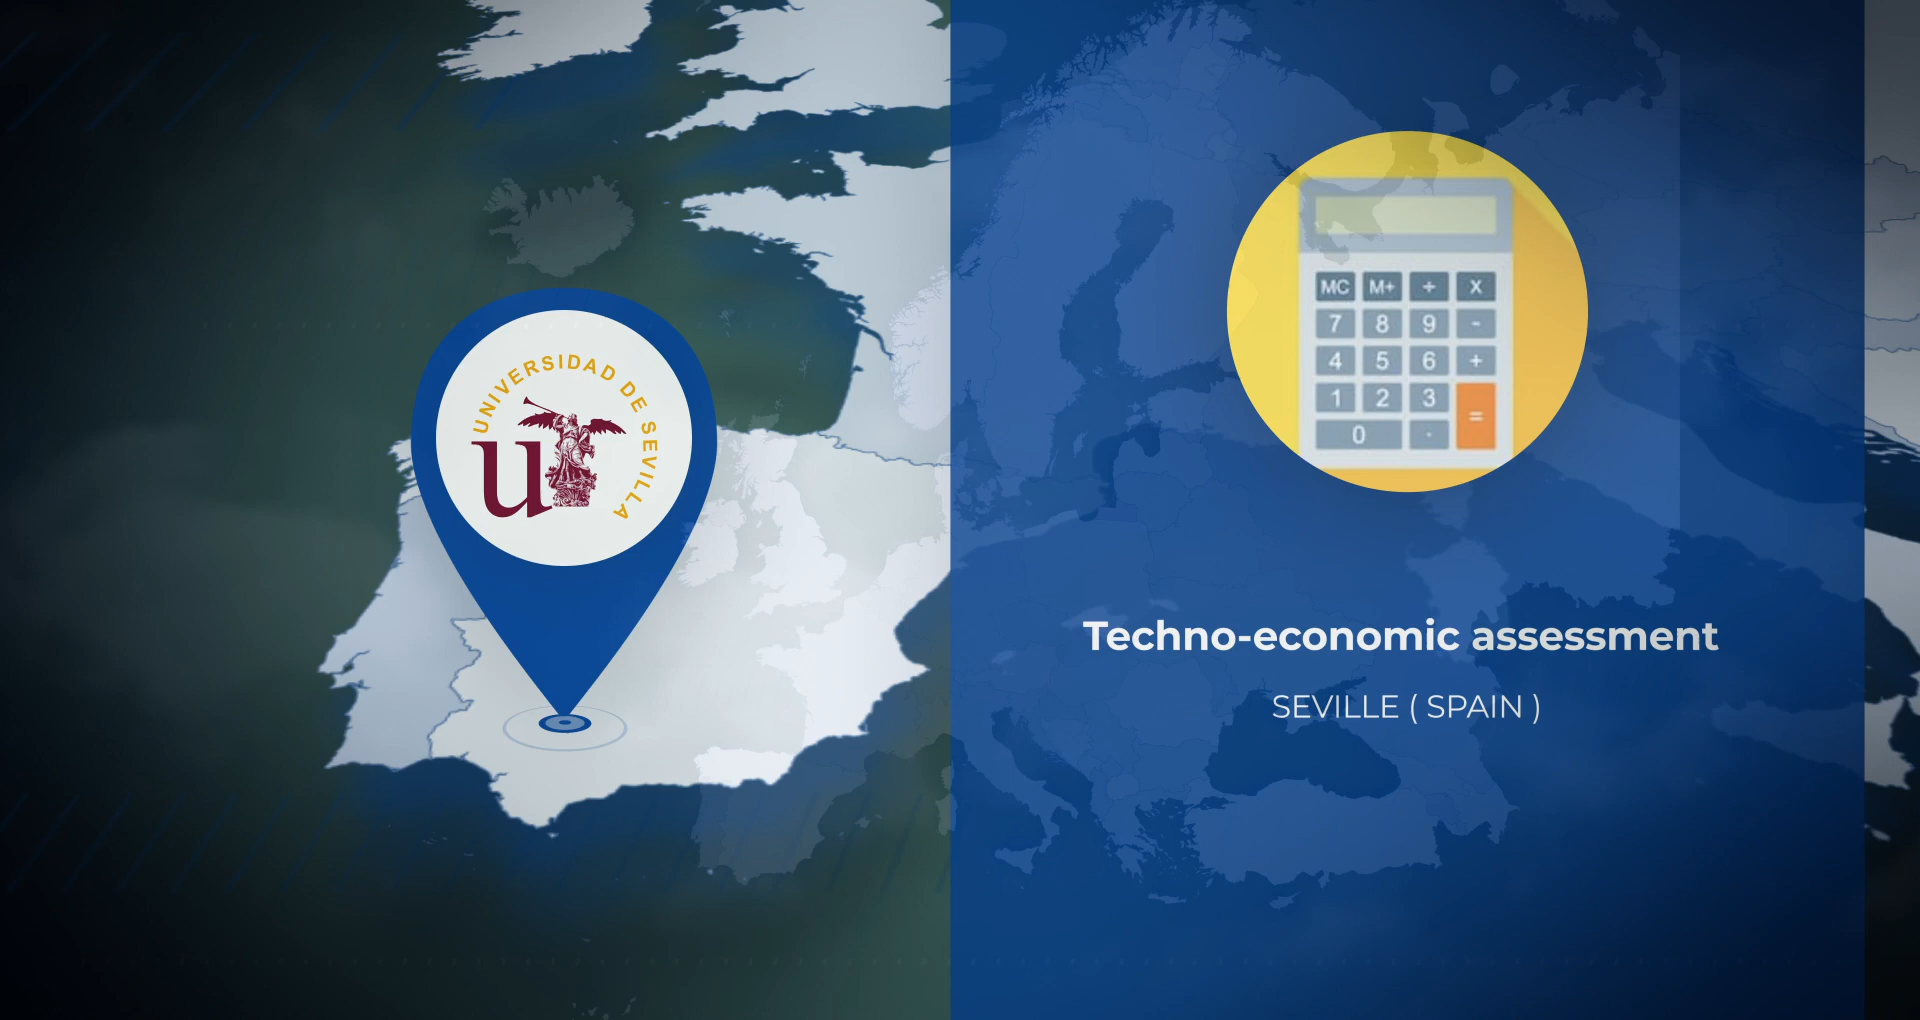 UNIVERSIDAD DE SEVILLA
u
Techno-economic assessment
SEVILLE ( SPAIN )
MC M+ ÷ X
7 8 9 -
4 5 6 +
1 2 3
0 · =